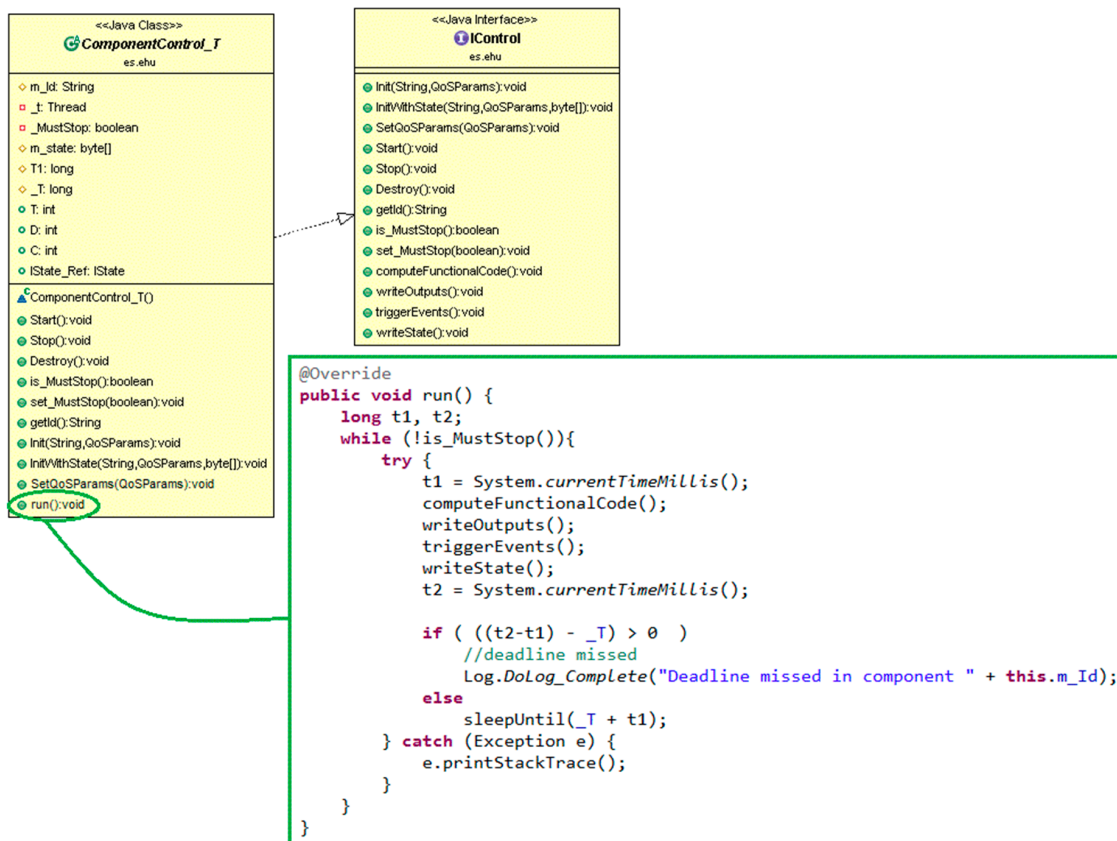 <<Java Class>>
ComponentControl_T
es.ehu
m_Id: String
_t: Thread
_MustStop: boolean
m_state: byte[]
T1: long
_T: long
T: int
D: int
C: int
IState_Ref: IState
ComponentControl_T()
Start():void
Stop():void
Destroy():void
is_MustStop():boolean
set_MustStop(boolean):void
getId():String
Init(String,QoSParams):void
InitWithState(String,QoSParams,byte[]):void
SetQoSParams(QoSParams):void
run():void
<<Java Interface>>
IControl
es.ehu
Init(String,QoSParams):void
InitWithState(String,QoSParams,byte[]):void
SetQoSParams(QoSParams):void
Start():void
Stop():void
Destroy():void
getId():String
is_MustStop():boolean
set_MustStop(boolean):void
computeFunctionalCode():void
writeOutputs():void
triggerEvents():void
writeState():void
@Override
public void run() {
long t1, t2;
while (!is_MustStop()){
try {
t1 = System.currentTimeMillis();
computeFunctionalCode();
writeOutputs();
triggerEvents();
writeState();
t2 = System.currentTimeMillis();
if ( ((t2-t1) - _T) > 0 )
//deadline missed
Log.DoLog_Complete("Deadline missed in component " + this.m_Id);
else
sleepUntil(_T + t1);
} catch (Exception e) {
e.printStackTrace();
}
}
}